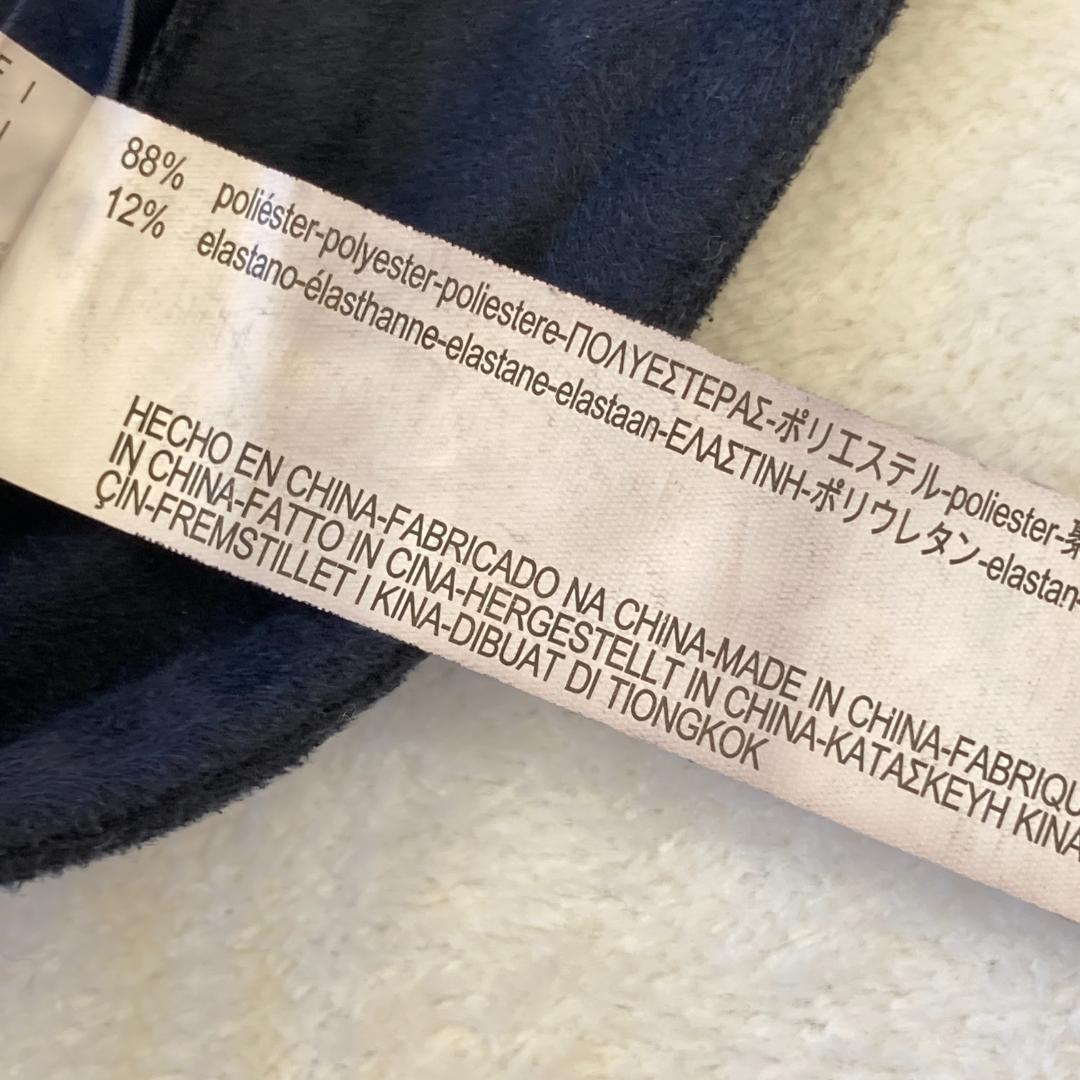 88% poliéster-polyester-poliestere-ΠΟΛΥΕΣΤΕΡΑΣ-ポリエステル-poliester-
12% elastano-élasthanne-elastane-elastaan-ΕΛΑΣΤΙΝΗ-ポリウレタン-elastan-
HECHO EN CHINA-FABRICADO NA CHINA-MADE IN CHINA-FABRIQU
IN CHINA-FATTO IN CINA-HERGESTELLT IN CHINA-ΚΑΤΑΣΚΕΥΗ ΚΙΝΑ
ÇIN-FREMSTILLET I KINA-DIBUAT DI TIONGKOK